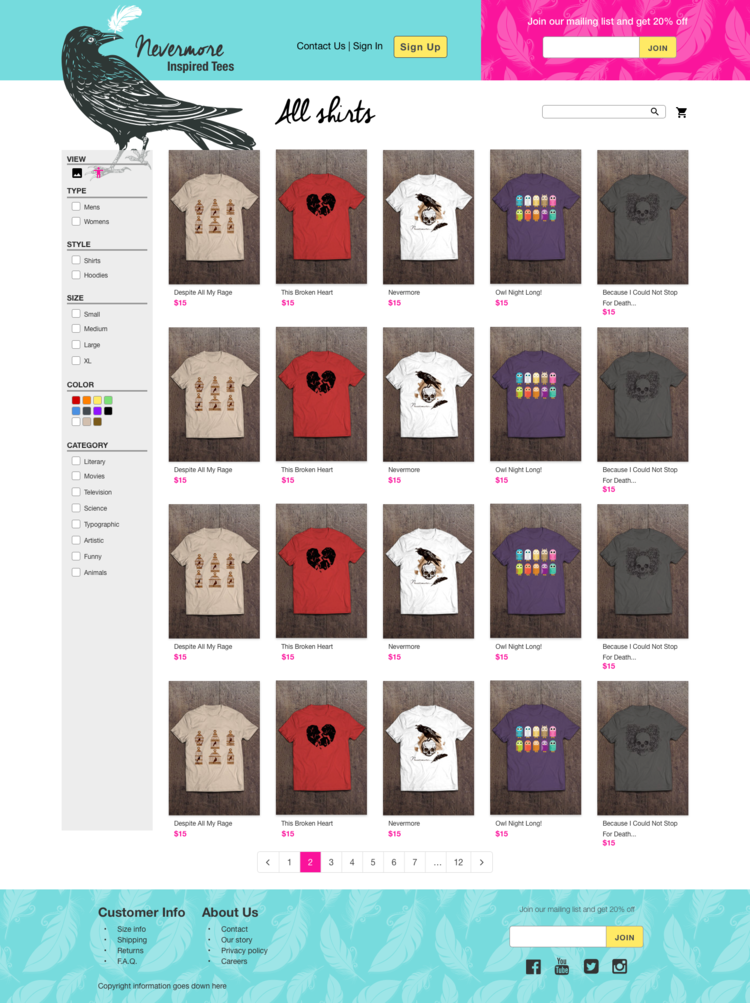 Join our mailing list and get 20% off
Nevermore
Inspired Tees
Contact Us | Sign In
Sign Up
JOIN
All shirts
VIEW
TYPE
Mens
Womens
STYLE
Shirts
Hoodies
SIZE
Small
Medium
Large
XL
COLOR
CATEGORY
Literary
Movies
Television
Science
Typographic
Artistic
Funny
Animals
Despite All My Rage
$15
This Broken Heart
$15
Nevermore
$15
Owl Night Long!
$15
Because I Could Not Stop
For Death...
$15
Despite All My Rage
$15
This Broken Heart
$15
Nevermore
$15
Owl Night Long!
$15
Because I Could Not Stop
For Death...
$15
Despite All My Rage
$15
This Broken Heart
$15
Nevermore
$15
Owl Night Long!
$15
Because I Could Not Stop
For Death...
$15
Despite All My Rage
$15
This Broken Heart
$15
Nevermore
$15
Owl Night Long!
$15
Because I Could Not Stop
For Death...
$15
1 2 3 4 5 6 7 ... 12
Customer Info
• Size info
• Shipping
• Returns
• F.A.Q.
About Us
• Contact
• Our story
• Privacy policy
• Careers
Join our mailing list and get 20% off
JOIN
You
Tube
Copyright Information goes down here